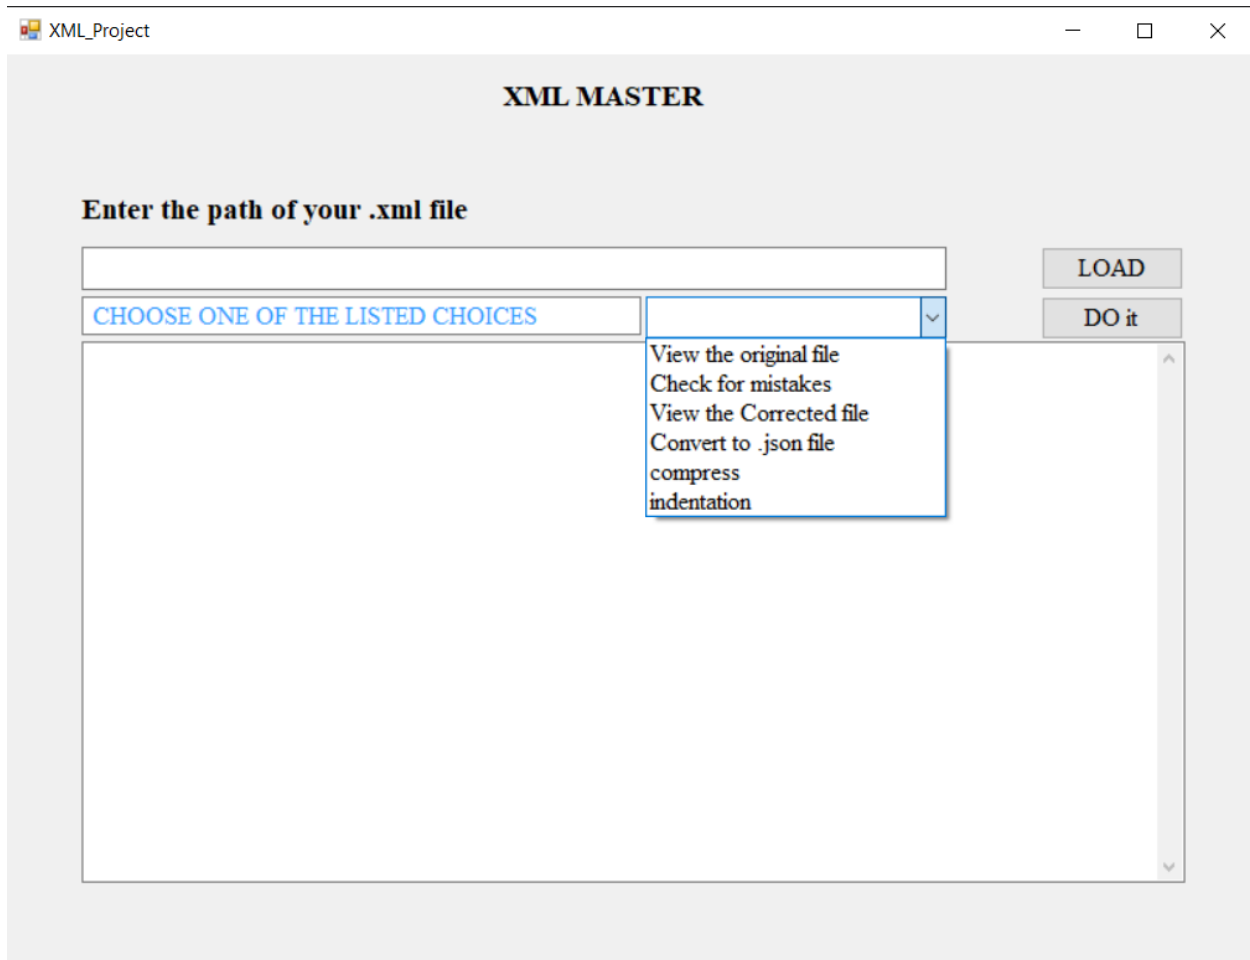 XML_Project
XML MASTER
Enter the path of your .xml file
LOAD
CHOOSE ONE OF THE LISTED CHOICES
DO it
View the original file
Check for mistakes
View the Corrected file
Convert to .json file
compress
indentation